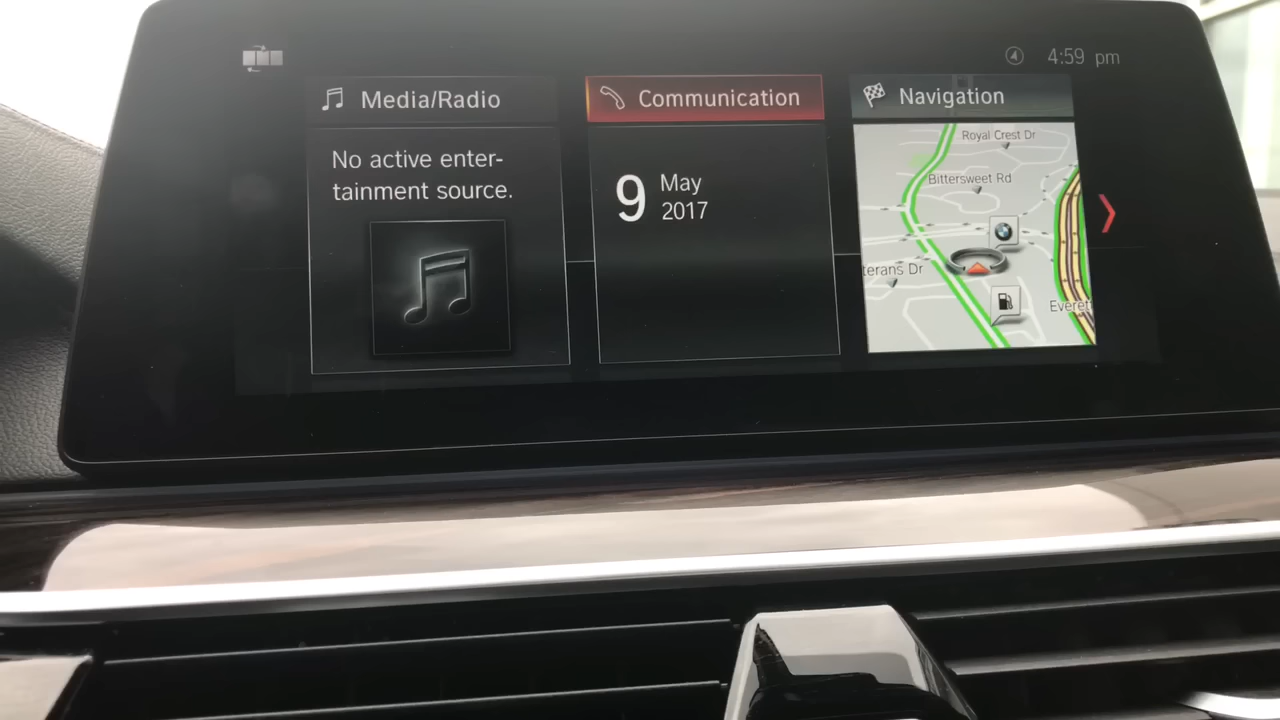 4:59 pm
Media/Radio
Communication
Navigation
No active enter-
tainment source.
9
May
2017
Royal Crest Dr
Bittersweet Rd
terans Dr
Everett